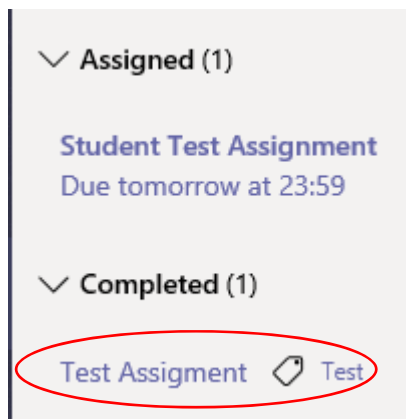 Assigned (1)
Student Test Assignment
Due tomorrow at 23:59
Completed (1)
Test Assigment Test